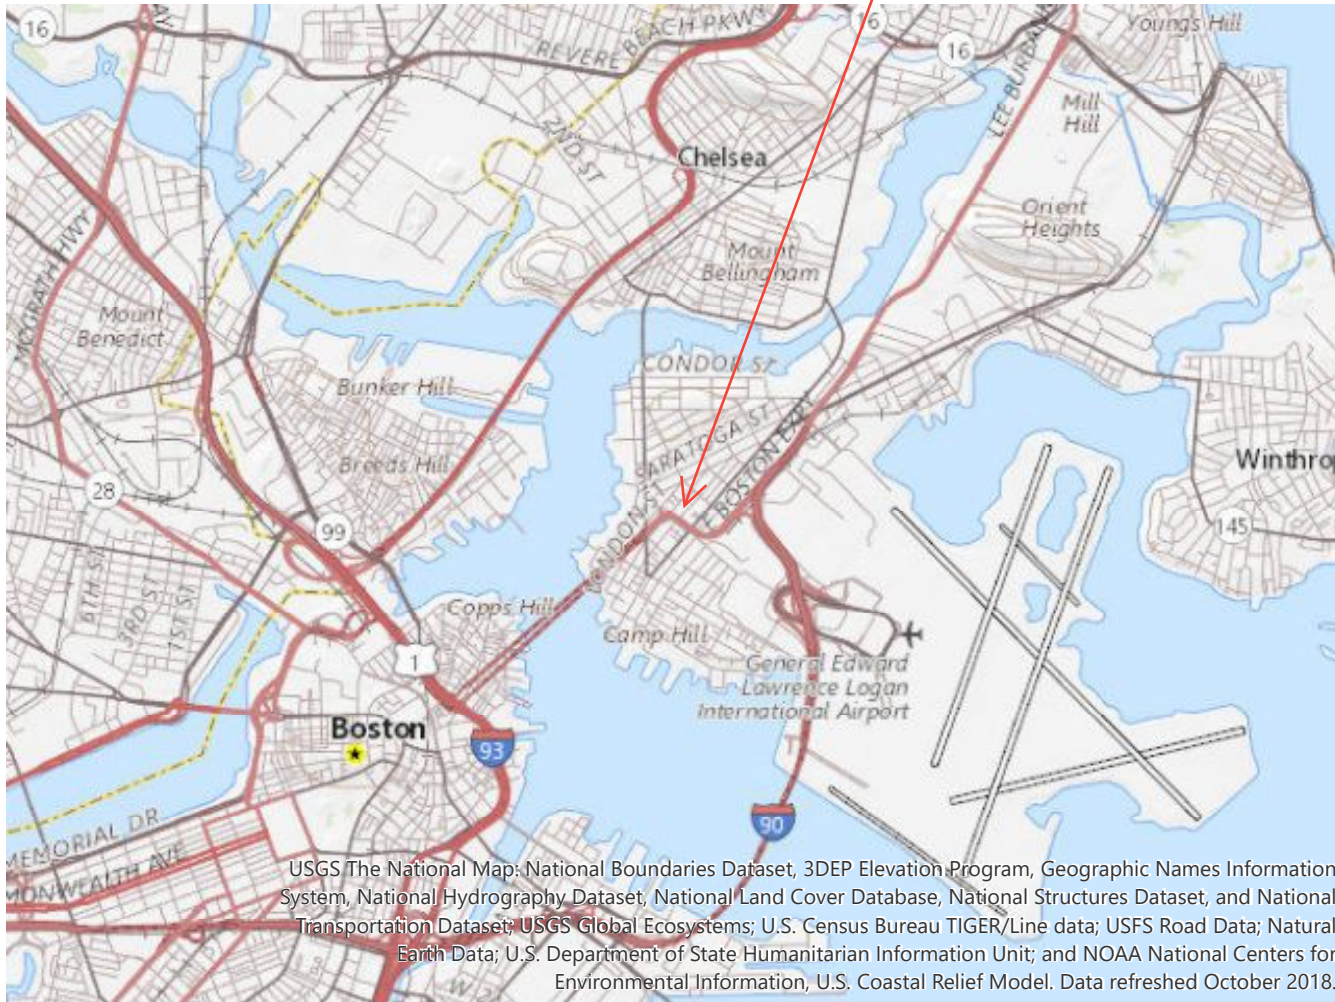 16
AY
REVERE BEACH PKWY
16
16
Young's Hill
LEE BURBANK
Mill
Hill
2ND ST
Chelsea
Orient
Heights
MCGRATH HWY
Mount
Bellingham
Mount
Benedict
CONDOR ST
Bunker Hill
SARATOGA ST
E BOSTON EXPY
Breeds Hill
Winthro
28
LONDON ST
145
99
6TH ST
3RD ST
1ST ST
Copps Hill
Camp Hill
1
General Edward
Lawrence Logan
International Airport
Boston
93
90
MEMORIAL DR
MONWEALTH AVE
USGS The National Map: National Boundaries Dataset, 3DEP Elevation Program, Geographic Names Information
System, National Hydrography Dataset, National Land Cover Database, National Structures Dataset, and National
Transportation Dataset; USGS Global Ecosystems; U.S. Census Bureau TIGER/Line data; USFS Road Data; Natural
Earth Data; U.S. Department of State Humanitarian Information Unit; and NOAA National Centers for
Environmental Information, U.S. Coastal Relief Model. Data refreshed October 2018.